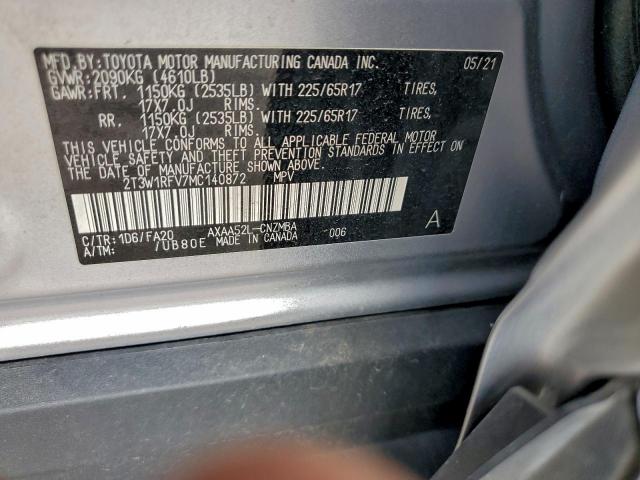 MFD.BY: TOYOTA MOTOR MANUFACTURING CANADA INC. 05/21
GVWR: 2090KG (4610LB)
GAWR: FRT. 1150KG (2535LB) WITH 225/65R17 TIRES,
17X7.0J RIMS.
RR. 1150KG (2535LB) WITH 225/65R17 TIRES,
17X7.0J RIMS.
THIS VEHICLE CONFORMS TO ALL APPLICABLE FEDERAL MOTOR
VEHICLE SAFETY AND THEFT PREVENTION STANDARDS IN EFFECT
ON THE DATE OF MANUFACTURE SHOWN ABOVE.
2T3W1RFV7MC140872 MPV
C/TR: 1D6/FA20 AXAA52L-CNZMBA 006 A
A/TM: /UB80E MADE IN CANADA